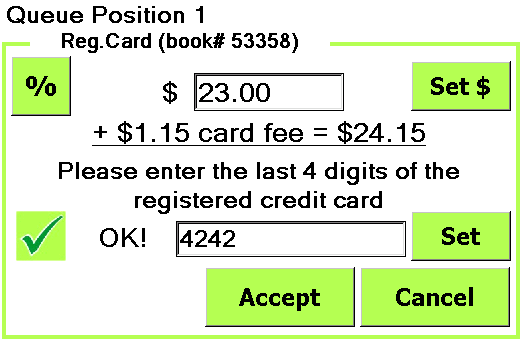 Queue Position 1
Reg.Card (book# 53358)
% $ 23.00 Set $
+ $1.15 card fee = $24.15
Please enter the last 4 digits of the
registered credit card
OK! 4242 Set
Accept Cancel